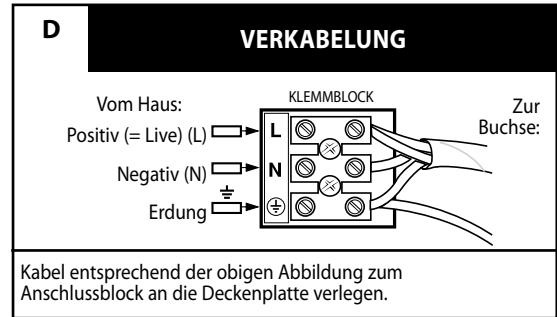 D
VERKABELUNG
Vom Haus:
KLEMMBLOCK
Zur
Buchse:
Positiv (= Live) (L)
L
Negativ (N)
N
Erdung
Kabel entsprechend der obigen Abbildung zum
Anschlussblock an die Deckenplatte verlegen.